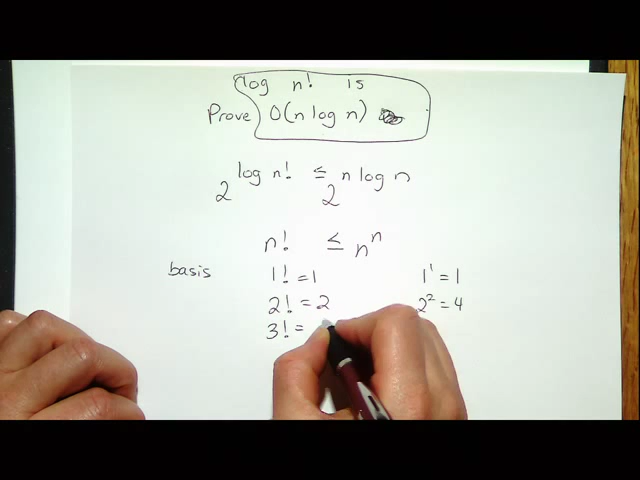 log n! is
Prove O(n log n)
2^log n! ≤ 2^n log n
n! ≤ n^n
basis 1! = 1 1^1 = 1
2! = 2 2^2 = 4
3! =